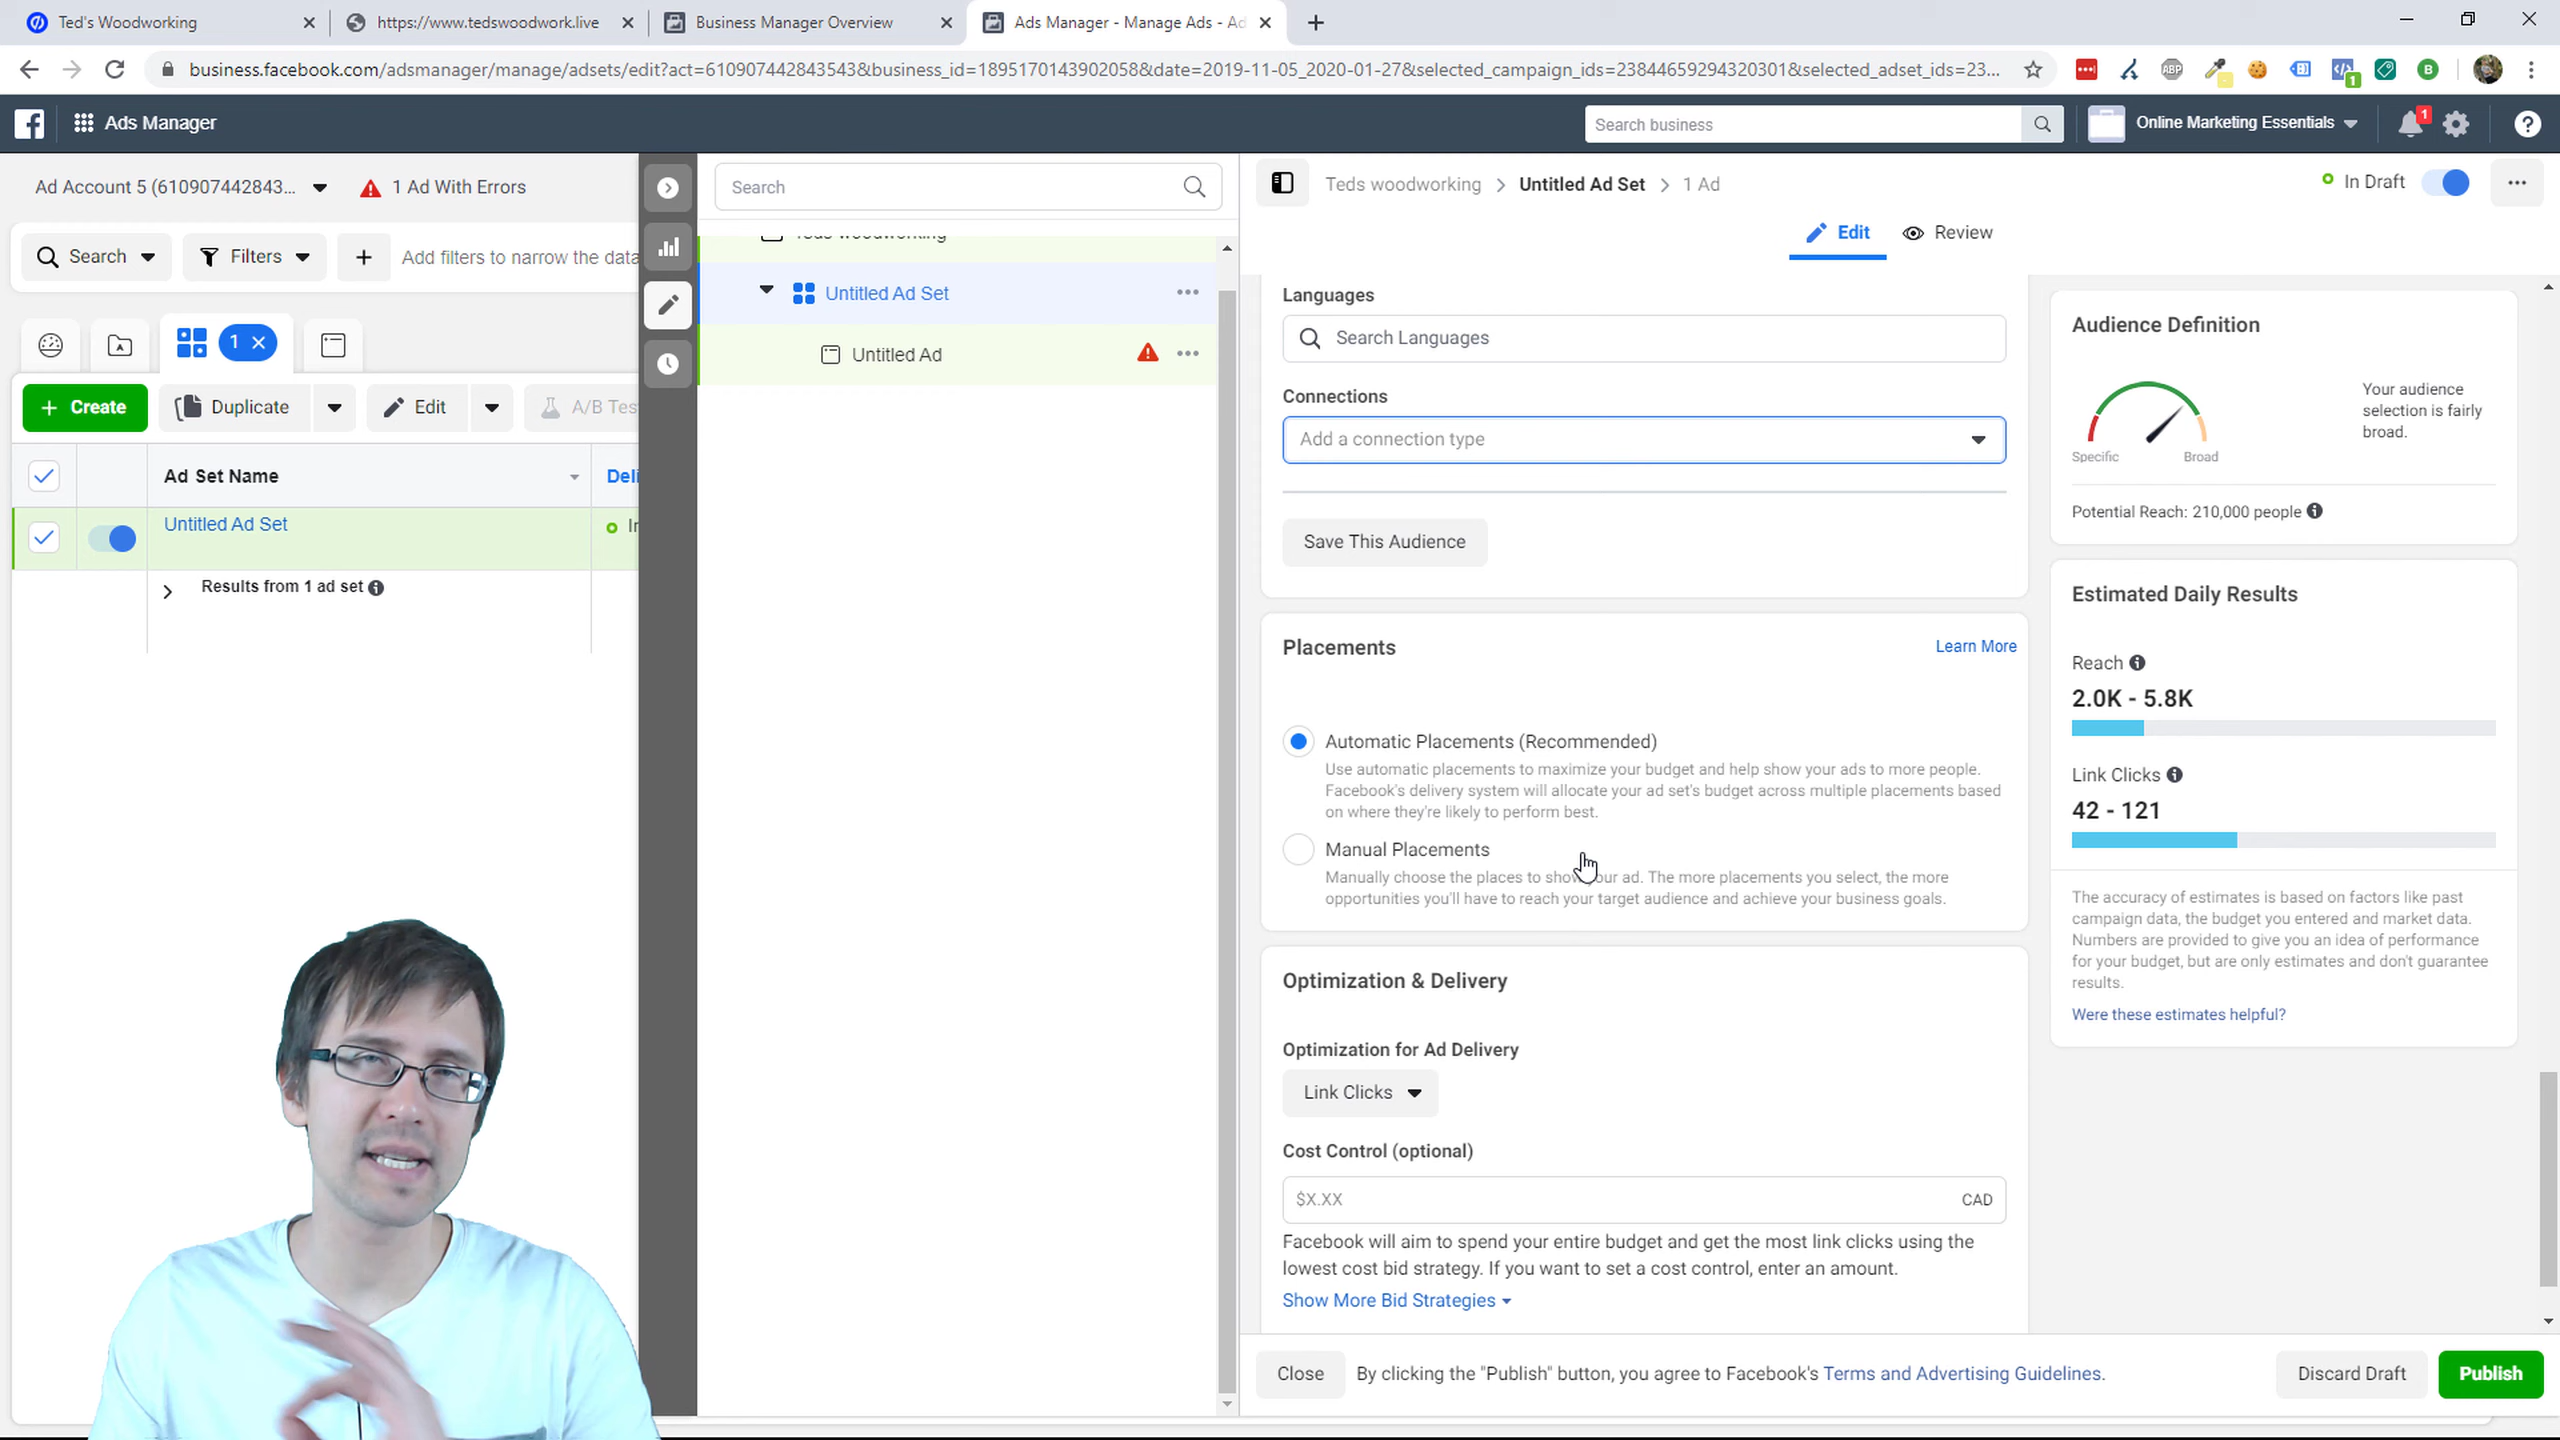 Ted's Woodworking
https://www.tedswoodwork.live
Business Manager Overview
Ads Manager - Manage Ads - Ad
business.facebook.com/adsmanager/manage/adsets/edit?act=610907442843543&business_id=1895170143902058&date=2019-11-05_2020-01-27&selected_campaign_ids=23844659294320301&selected_adset_ids=23...
ABP
1
B
Ads Manager
Search business
Online Marketing Essentials
1
Ad Account 5 (610907442843...
1 Ad With Errors
Search
Filters
Add filters to narrow the data
1
Create
Duplicate
Edit
A/B Tes
Ad Set Name
Deli
Untitled Ad Set
In
Results from 1 ad set
Search
Teds woodworking
Untitled Ad Set
Untitled Ad
Teds woodworking > Untitled Ad Set > 1 Ad
In Draft
Edit
Review
Languages
Search Languages
Connections
Add a connection type
Save This Audience
Placements
Learn More
Automatic Placements (Recommended)
Use automatic placements to maximize your budget and help show your ads to more people.
Facebook's delivery system will allocate your ad set's budget across multiple placements based
on where they're likely to perform best.
Manual Placements
Manually choose the places to show your ad. The more placements you select, the more
opportunities you'll have to reach your target audience and achieve your business goals.
Optimization & Delivery
Optimization for Ad Delivery
Link Clicks
Cost Control (optional)
$X.XX
CAD
Facebook will aim to spend your entire budget and get the most link clicks using the
lowest cost bid strategy. If you want to set a cost control, enter an amount.
Show More Bid Strategies
Audience Definition
Your audience
selection is fairly
broad.
Specific
Broad
Potential Reach: 210,000 people
Estimated Daily Results
Reach
2.0K - 5.8K
Link Clicks
42 - 121
The accuracy of estimates is based on factors like past
campaign data, the budget you entered and market data.
Numbers are provided to give you an idea of performance
for your budget, but are only estimates and don't guarantee
results.
Were these estimates helpful?
Close
By clicking the "Publish" button, you agree to Facebook's Terms and Advertising Guidelines.
Discard Draft
Publish